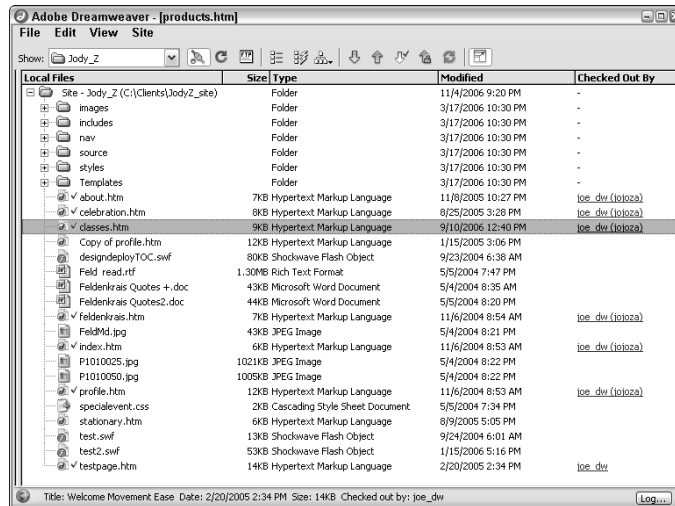 Adobe Dreamweaver - [products.htm]
File Edit View Site
Show: Jody_Z
Local Files Size Type Modified Checked Out By
Site - Jody_Z (C:\Clients\JodyZ_site) Folder 11/4/2006 9:20 PM -
images Folder 3/17/2006 10:30 PM -
includes Folder 3/17/2006 10:30 PM -
nav Folder 3/17/2006 10:30 PM -
source Folder 3/17/2006 10:30 PM -
styles Folder 3/17/2006 10:30 PM -
Templates Folder 3/17/2006 10:30 PM -
about.htm 7KB Hypertext Markup Language 11/8/2005 10:27 PM joe_dw (jojoza)
celebration.htm 8KB Hypertext Markup Language 8/25/2005 3:28 PM joe_dw (jojoza)
classes.htm 9KB Hypertext Markup Language 9/10/2006 12:40 PM joe_dw (jojoza)
Copy of profile.htm 12KB Hypertext Markup Language 1/15/2005 3:06 PM
designdeployTOC.swf 80KB Shockwave Flash Object 9/23/2004 6:38 AM
Feld_read.rtf 1.30MB Rich Text Format 5/5/2004 7:47 PM
Feldenkrais Quotes +.doc 43KB Microsoft Word Document 5/4/2004 8:35 AM
Feldenkrais Quotes2.doc 44KB Microsoft Word Document 5/5/2004 8:20 PM
feldenkrais.htm 7KB Hypertext Markup Language 11/6/2004 8:54 AM joe_dw (jojoza)
FeldMd.jpg 43KB JPEG Image 5/4/2004 8:21 PM
index.htm 6KB Hypertext Markup Language 11/6/2004 8:53 AM joe_dw (jojoza)
P1010025.jpg 1021KB JPEG Image 5/4/2004 8:22 PM
P1010050.jpg 1005KB JPEG Image 5/4/2004 8:22 PM
profile.htm 12KB Hypertext Markup Language 11/6/2004 8:53 AM joe_dw (jojoza)
specialevent.css 2KB Cascading Style Sheet Document 5/5/2004 7:34 PM
stationary.htm 6KB Hypertext Markup Language 8/9/2005 5:05 PM
test.swf 13KB Shockwave Flash Object 9/24/2004 6:01 AM
test2.swf 53KB Shockwave Flash Object 1/15/2006 5:16 PM
testpage.htm 14KB Hypertext Markup Language 2/20/2005 2:34 PM joe_dw
Title: Welcome Movement Ease Date: 2/20/2005 2:34 PM Size: 14KB Checked out by: joe_dw Log...